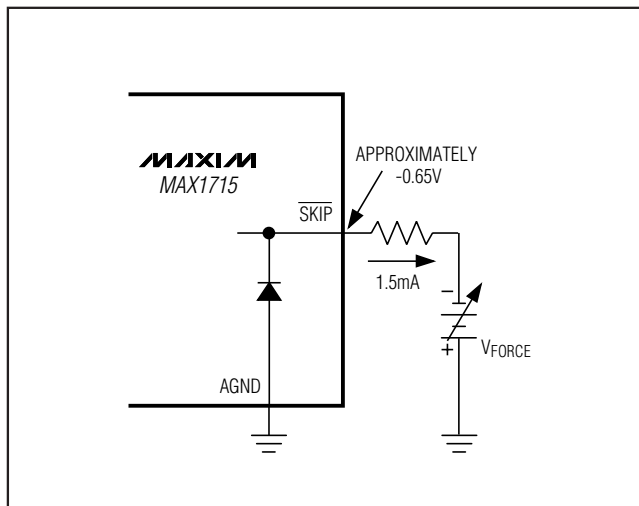 MAXIM
MAX1715
APPROXIMATELY
-0.65V
SKIP
1.5mA
−
+
VFORCE
AGND